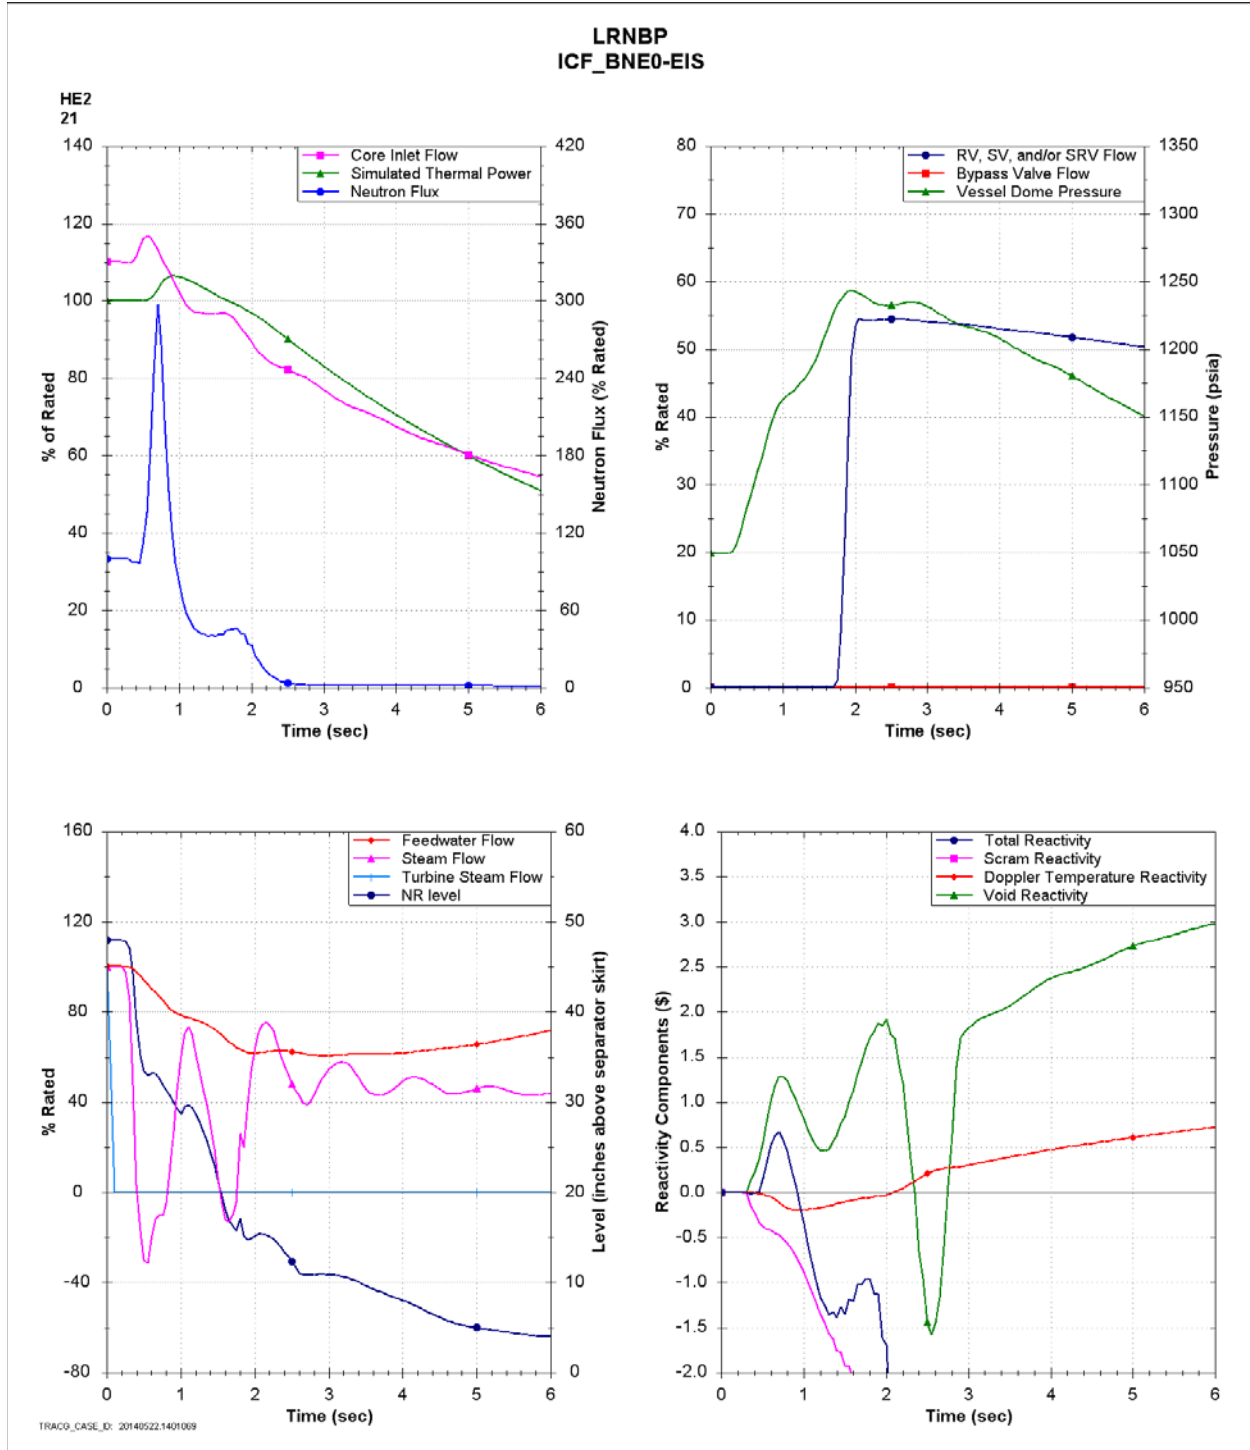 LRNBP
ICF_BNE0-EIS
HE2
21
140
120
100
80
60
40
20
0
% of Rated
Core Inlet Flow
Simulated Thermal Power
Neutron Flux
420
360
300
240
180
120
60
0
Neutron Flux (% Rated)
0 1 2 3 4 5 6
Time (sec)
80
70
60
50
40
30
20
10
0
% Rated
RV, SV, and/or SRV Flow
Bypass Valve Flow
Vessel Dome Pressure
1350
1300
1250
1200
1150
1100
1050
1000
950
Pressure (psia)
0 1 2 3 4 5 6
Time (sec)
160
120
80
40
0
-40
-80
% Rated
Feedwater Flow
Steam Flow
Turbine Steam Flow
NR level
60
50
40
30
20
10
0
Level (inches above separator skirt)
0 1 2 3 4 5 6
Time (sec)
4.0
3.5
3.0
2.5
2.0
1.5
1.0
0.5
0.0
-0.5
-1.0
-1.5
-2.0
Reactivity Components ($)
Total Reactivity
Scram Reactivity
Doppler Temperature Reactivity
Void Reactivity
0 1 2 3 4 5 6
Time (sec)
TRACG_CASE_ID: 20140522.1401069